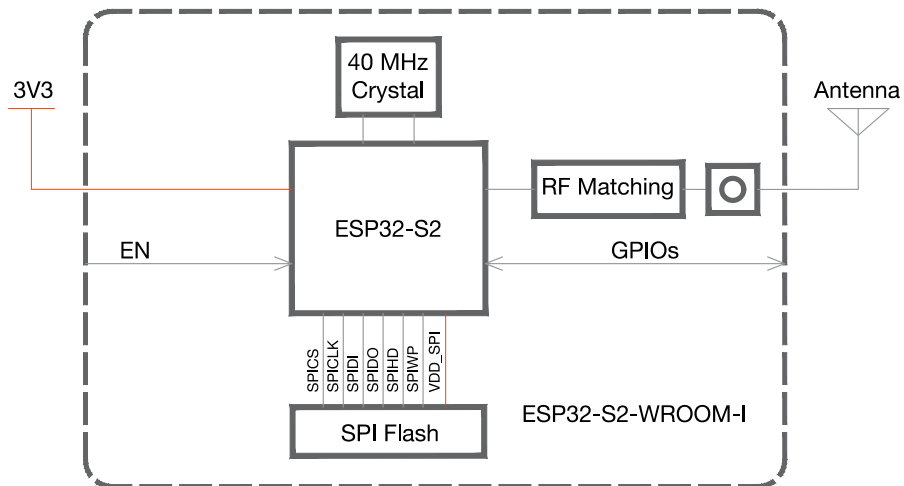 40 MHz
Crystal
3V3
Antenna
RF Matching
ESP32-S2
EN
GPIOs
SPICS
SPICLK
SPIDI
SPIDO
SPIHD
SPIWP
VDD_SPI
ESP32-S2-WROOM-I
SPI Flash